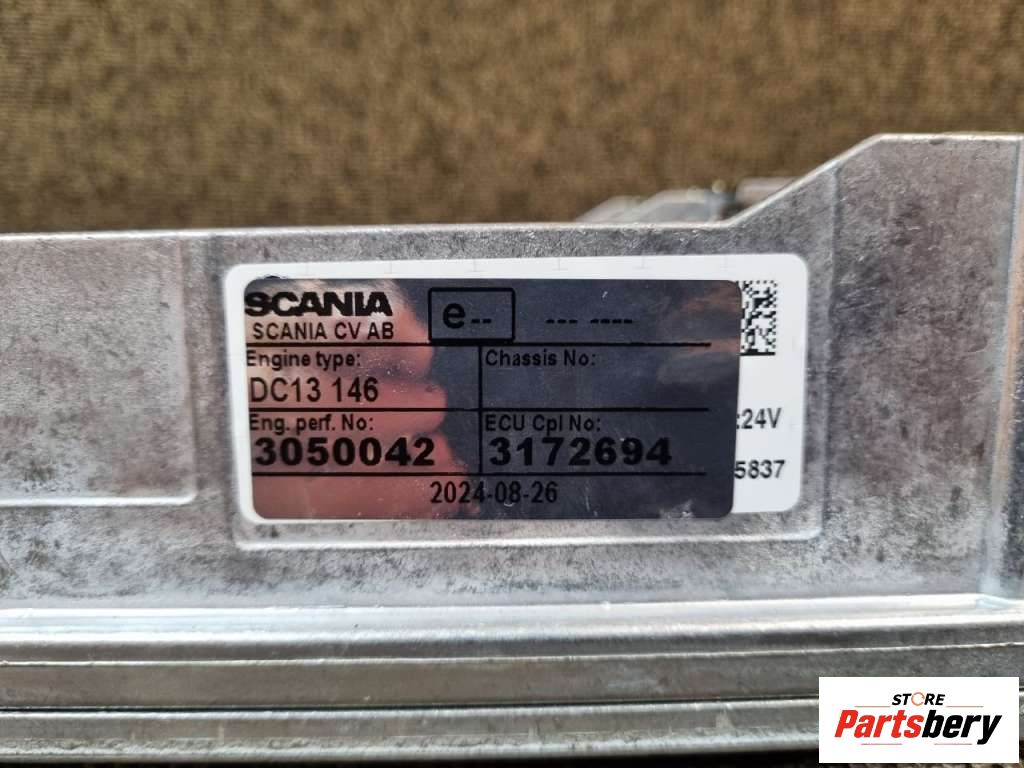 SCANIA
SCANIA CV AB
e-- --- ----
Engine type:
DC13 146
Chassis No:
Eng. perf. No:
3050042
ECU Cpl No:
3172694
2024-08-26
:24V
5837
STORE
Partsbery